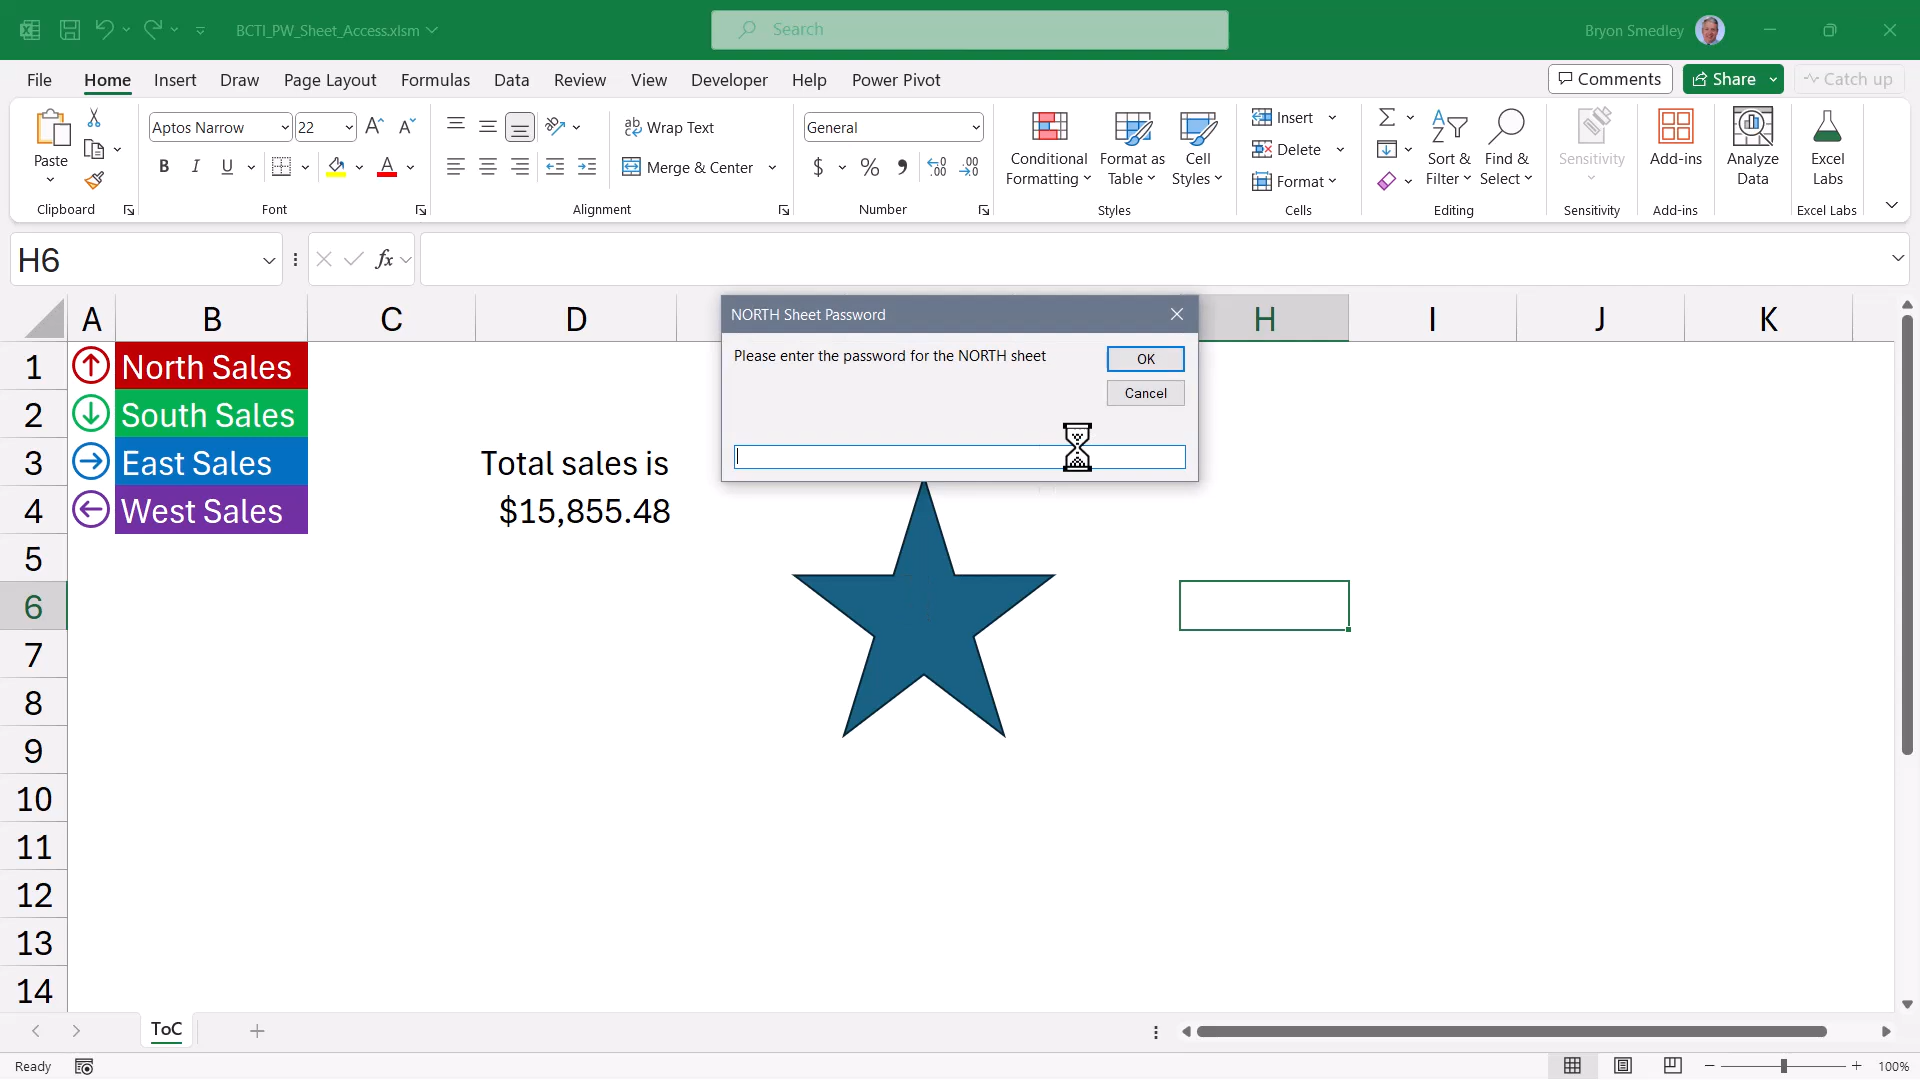 BCTI_PW_Sheet_Access.xlsm
Search
Bryon Smedley
File Home Insert Draw Page Layout Formulas Data Review View Developer Help Power Pivot
Comments Share Catch up
Paste
Clipboard
Aptos Narrow 22
B I U
Font
Wrap Text
Merge & Center
Alignment
General
$ % 9 .00 .00
Number
Conditional Formatting
Format as Table
Cell Styles
Styles
Insert
Delete
Format
Cells
Sort & Filter
Find & Select
Editing
Sensitivity
Sensitivity
Add-ins
Add-ins
Analyze Data
Excel Labs
Excel Labs
H6
fx
A B C D H I J K
NORTH Sheet Password
Please enter the password for the NORTH sheet
OK
Cancel
1 North Sales
2 South Sales
3 East Sales Total sales is
4 West Sales $15,855.48
5
6
7
8
9
10
11
12
13
14
ToC
Ready
100%